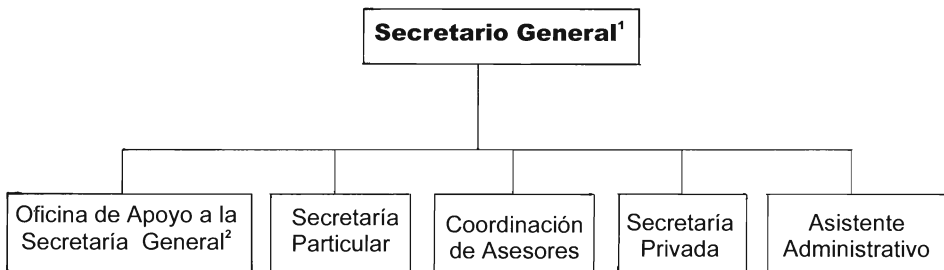 Secretario General¹
Oficina de Apoyo a la
Secretaría General²
Secretaría
Particular
Coordinación
de Asesores
Secretaría
Privada
Asistente
Administrativo